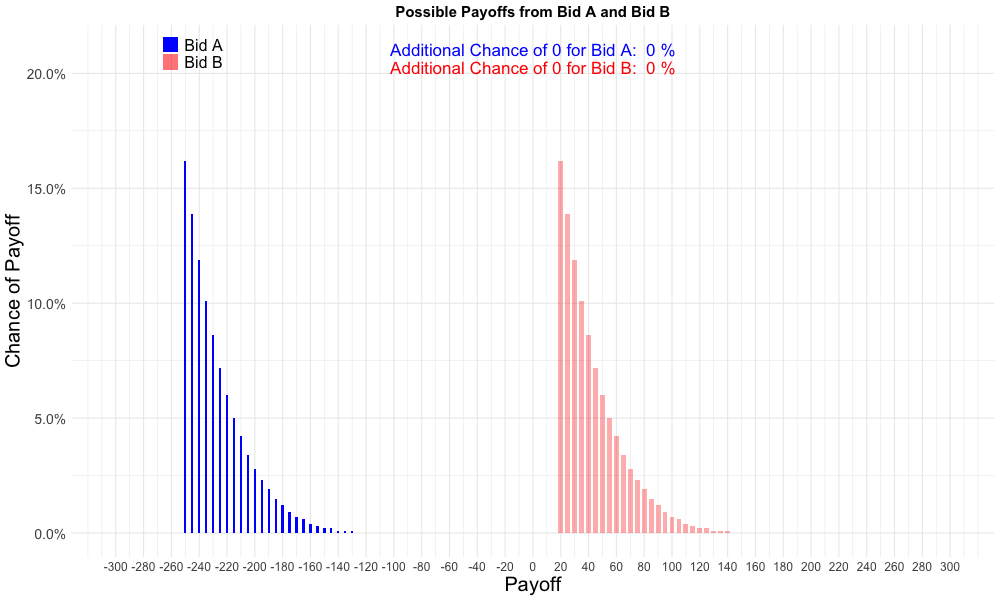 Possible Payoffs from Bid A and Bid B
Bid A
Bid B
Additional Chance of 0 for Bid A:  0 %
Additional Chance of 0 for Bid B:  0 %
Chance of Payoff
20.0%
15.0%
10.0%
5.0%
0.0%
-300 -280 -260 -240 -220 -200 -180 -160 -140 -120 -100 -80 -60 -40 -20 0 20 40 60 80 100 120 140 160 180 200 220 240 260 280 300
Payoff